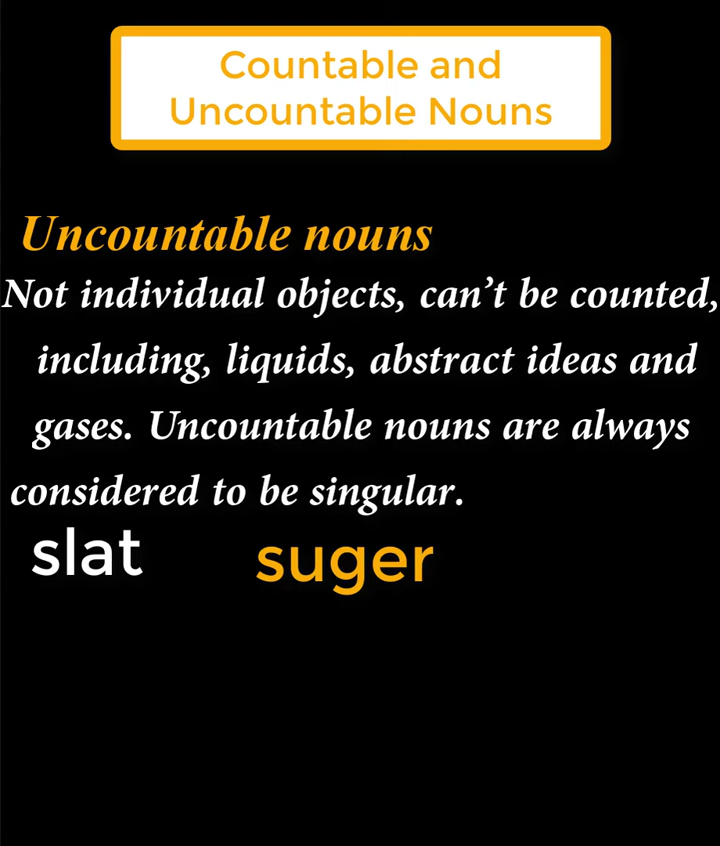 Countable and
Uncountable Nouns
Uncountable nouns
Not individual objects, can’t be counted,
including, liquids, abstract ideas and
gases. Uncountable nouns are always
considered to be singular.
slat suger